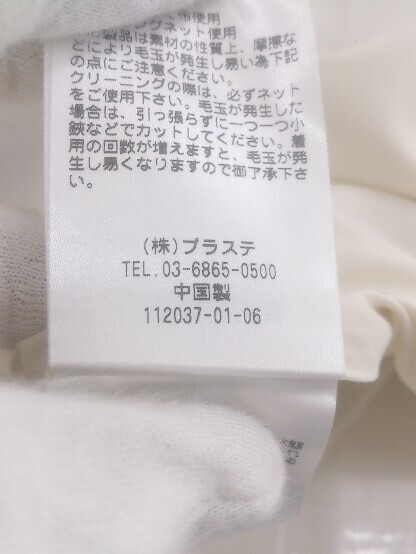 布使用
ングネット使用
製品は素材の性質上、摩擦な
どにより毛玉が発生し易い為下記
の点にご注意ください。
クリーニングの際は、必ずネット
をご使用下さい。毛玉が発生した
場合は、引っ張らずに一つ一つ小
鋏などでカットしてください。着
用の回数が増えますと、毛玉が発
生し易くなりますので御了承下さ
い。
(株)プラステ
TEL.03-6865-0500
中国製
112037-01-06